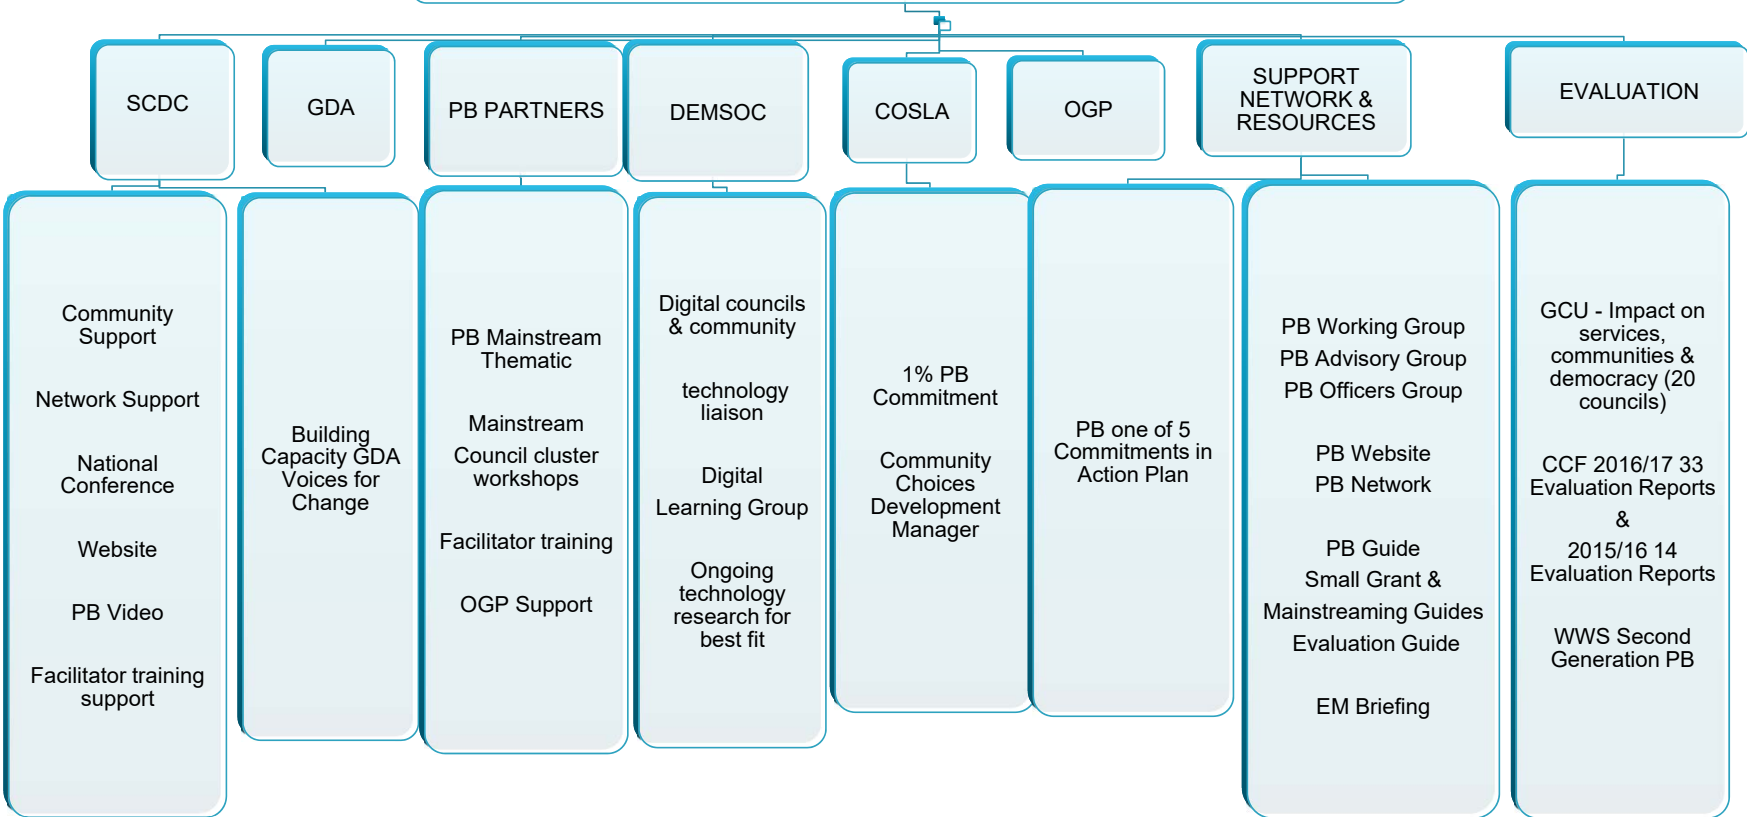 SCDC
GDA
PB PARTNERS
DEMSOC
COSLA
OGP
SUPPORT
NETWORK &
RESOURCES
EVALUATION
Community
Support
Network Support
National
Conference
Website
PB Video
Facilitator training
support
Building
Capacity GDA
Voices for
Change
PB Mainstream
Thematic
Mainstream
Council cluster
workshops
Facilitator training
OGP Support
Digital councils
& community
technology
liaison
Digital
Learning Group
Ongoing
technology
research for
best fit
1% PB
Commitment
Community
Choices
Development
Manager
PB one of 5
Commitments in
Action Plan
PB Working Group
PB Advisory Group
PB Officers Group
PB Website
PB Network
PB Guide
Small Grant &
Mainstreaming Guides
Evaluation Guide
EM Briefing
GCU - Impact on
services,
communities &
democracy (20
councils)
CCF 2016/17 33
Evaluation Reports
&
2015/16 14
Evaluation Reports
WWS Second
Generation PB